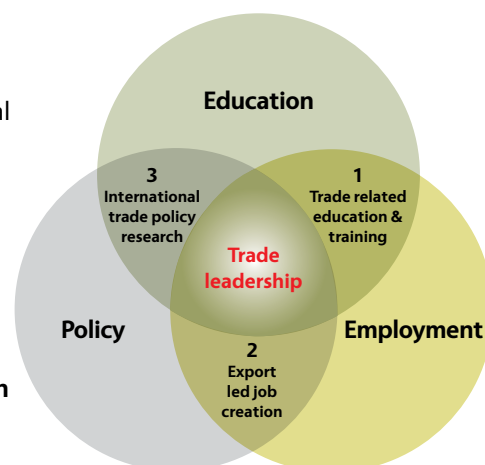 al
Education
3
International
trade policy
research
1
Trade related
education &
training
Trade
leadership
Policy
Employment
2
Export
led job
creation
n